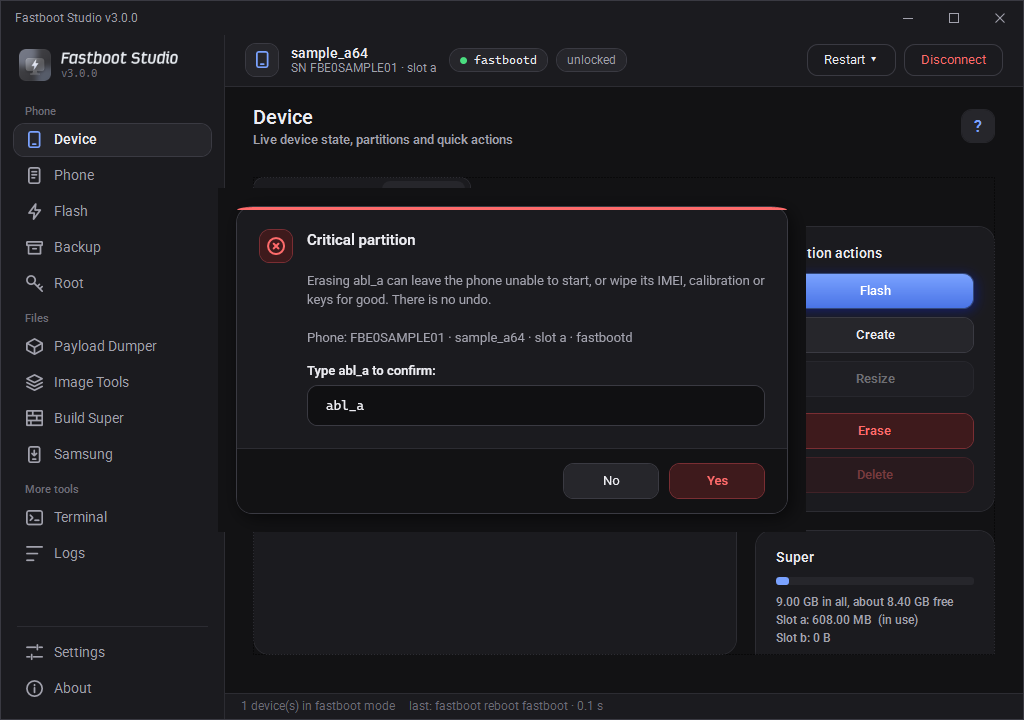 Fastboot Studio v3.0.0
Fastboot Studio
v3.0.0
Phone
Device
Phone
Flash
Backup
Root
Files
Payload Dumper
Image Tools
Build Super
Samsung
More tools
Terminal
Logs
Settings
About
sample_a64
SN FBE0SAMPLE01 · slot a
fastbootd
unlocked
Restart ▾
Disconnect
Device
Live device state, partitions and quick actions
?
Critical partition
Erasing abl_a can leave the phone unable to start, or wipe its IMEI, calibration or
keys for good. There is no undo.
Phone: FBE0SAMPLE01 · sample_a64 · slot a · fastbootd
Type abl_a to confirm:
abl_a
No
Yes
tion actions
Flash
Create
Resize
Erase
Delete
Super
9.00 GB in all, about 8.40 GB free
Slot a: 608.00 MB (in use)
Slot b: 0 B
1 device(s) in fastboot mode last: fastboot reboot fastboot · 0.1 s